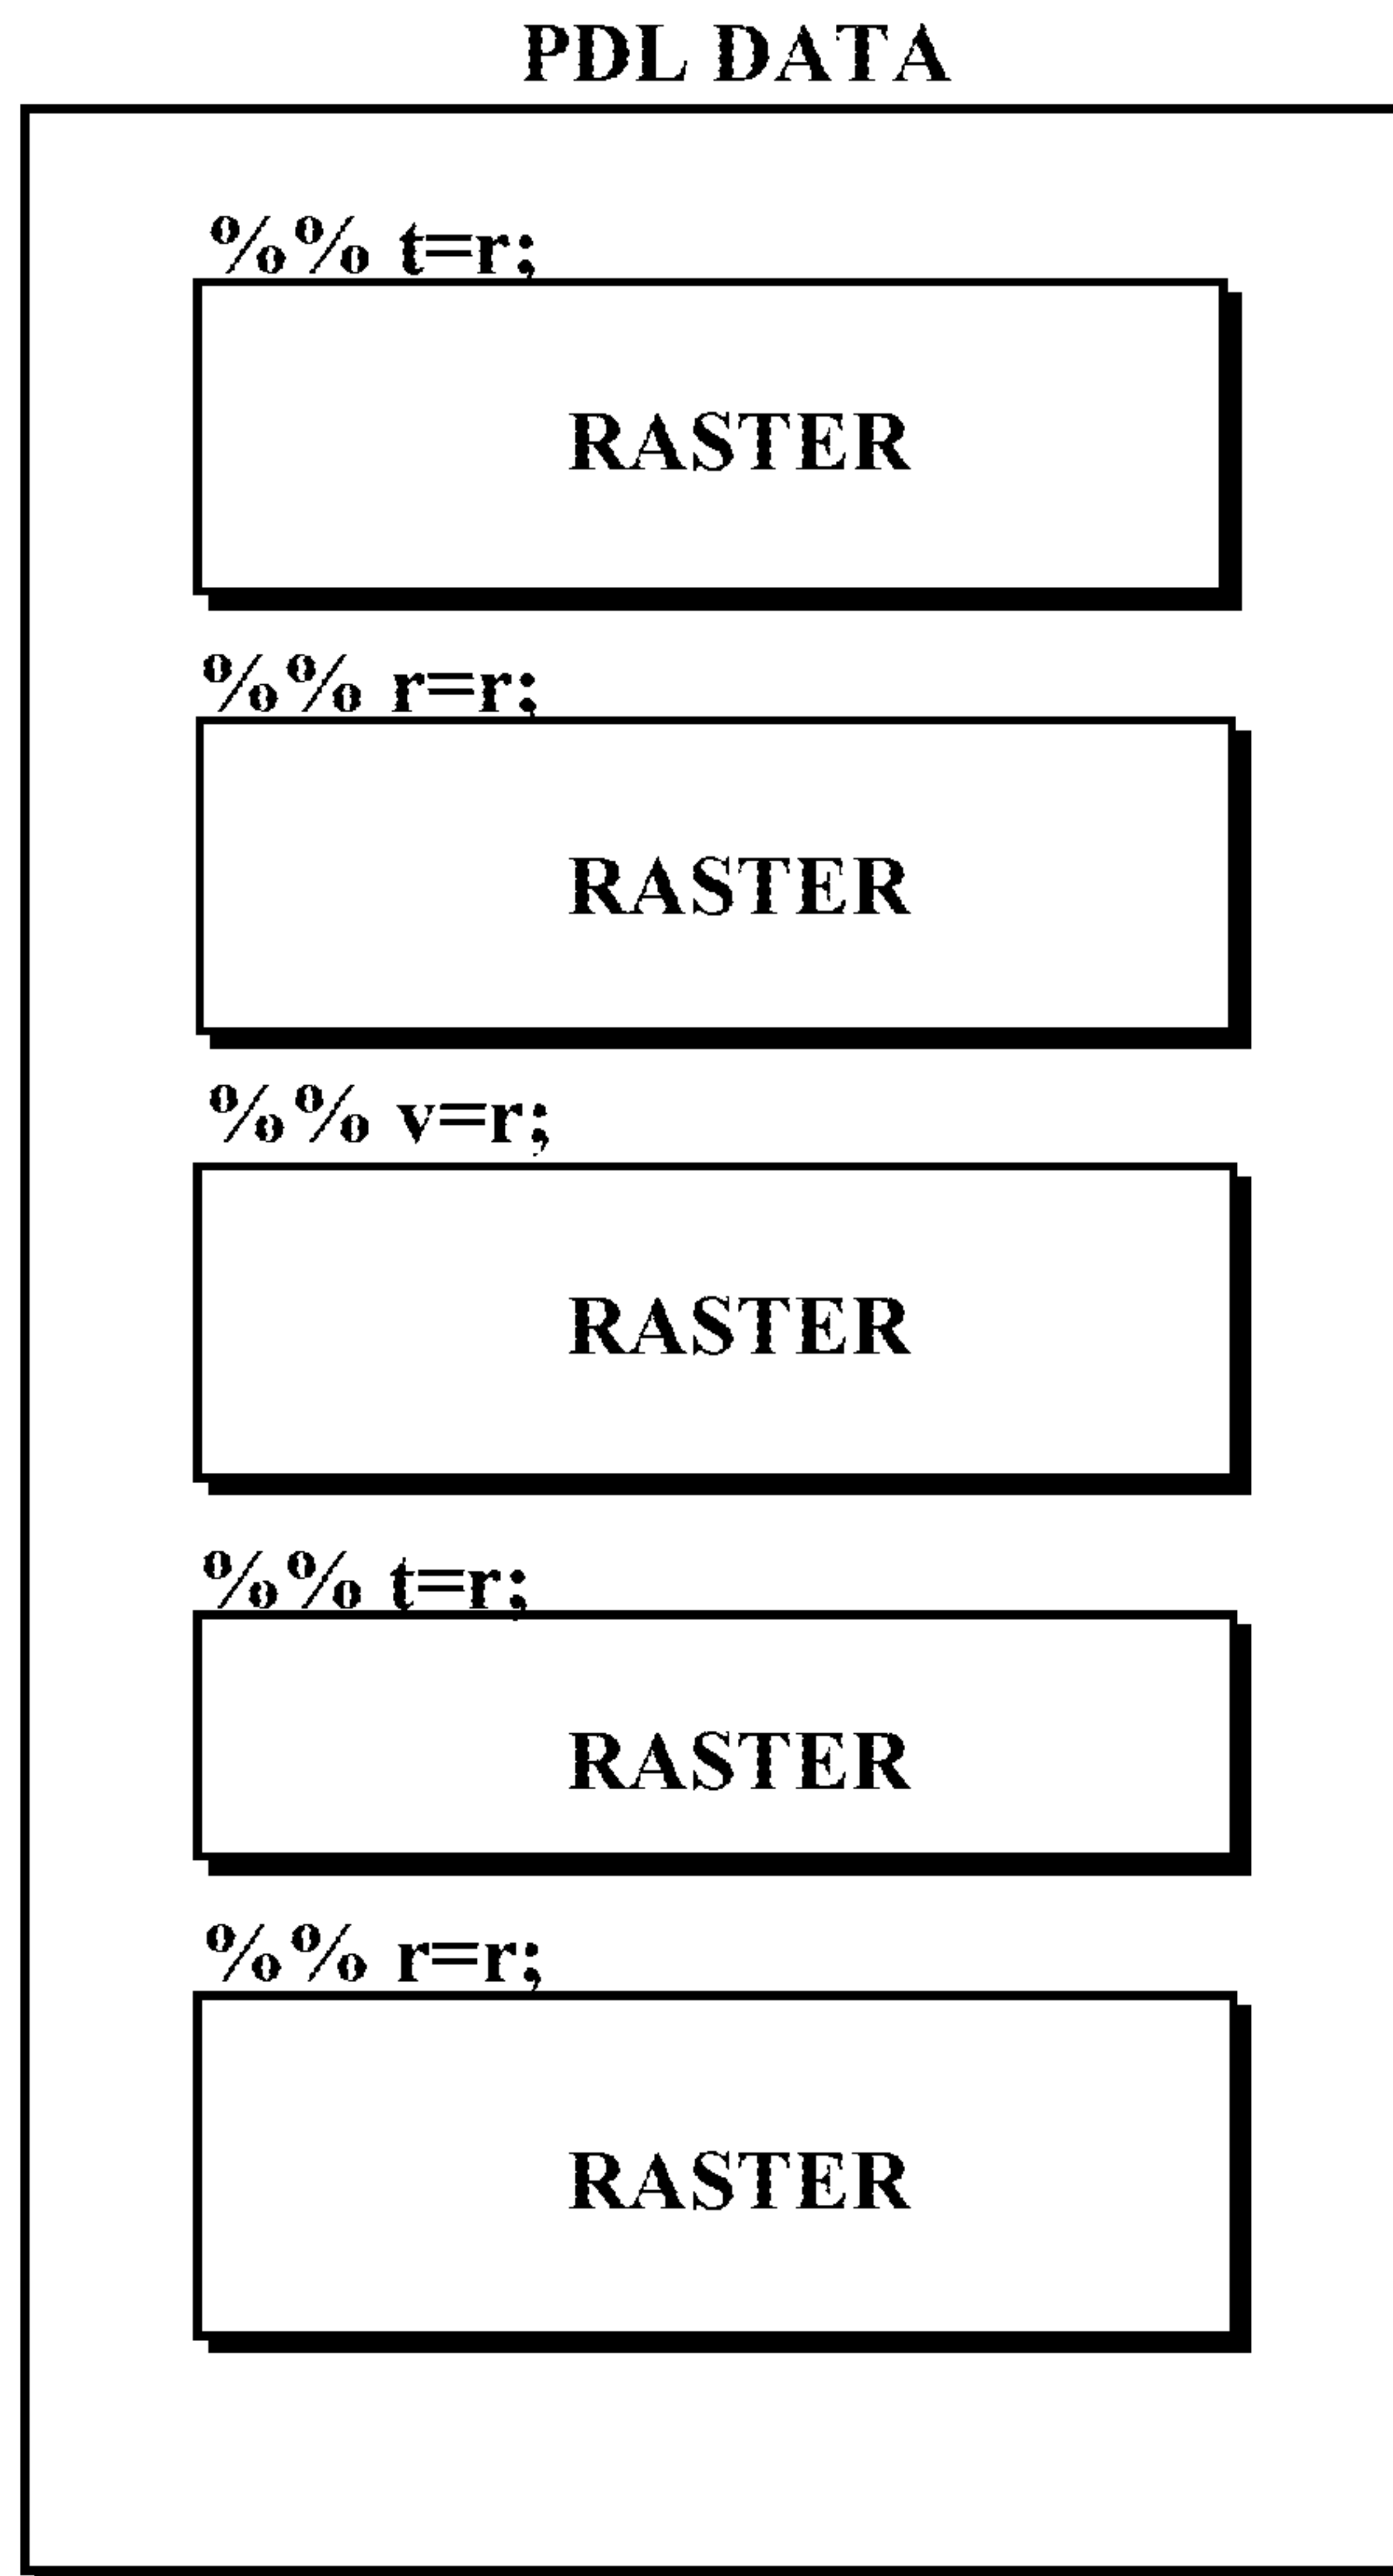 PDL DATA
%% t=r;
RASTER
%% r=r;
RASTER
%% v=r;
RASTER
%% t=r;
RASTER
%% r=r;
RASTER